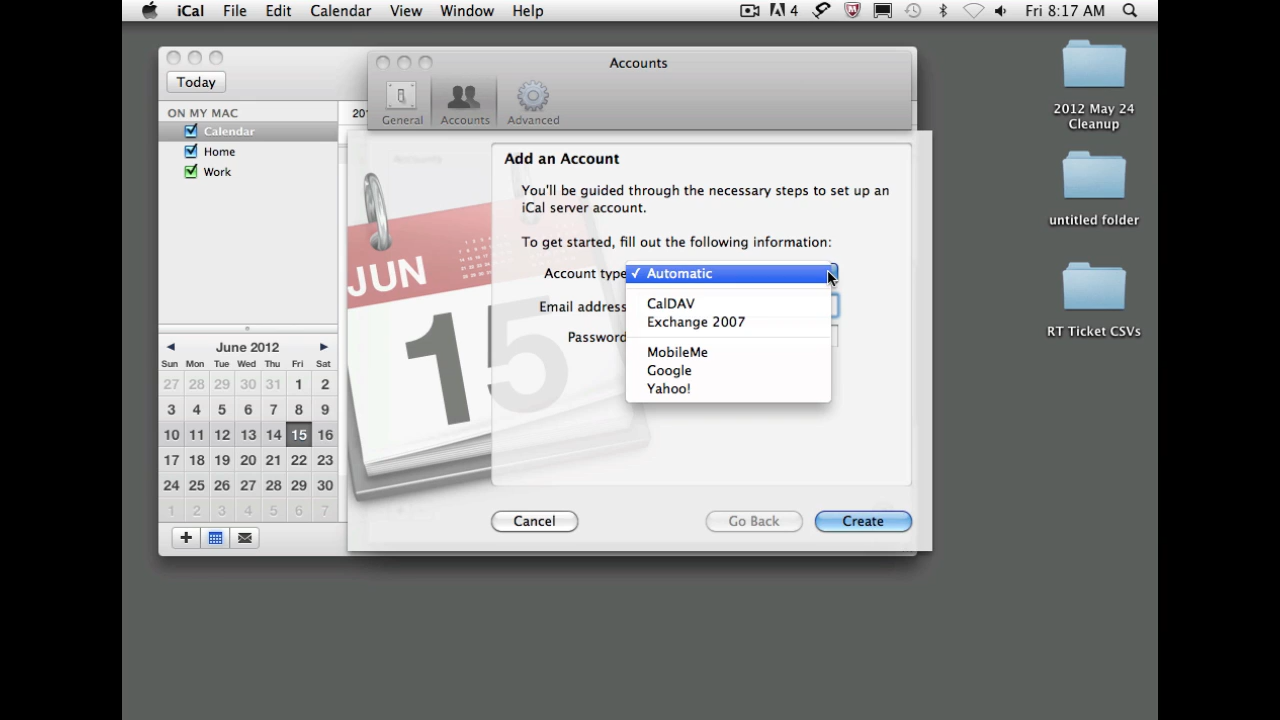 iCal File Edit Calendar View Window Help 4 Fri 8:17 AM
Accounts
Today
General Accounts Advanced
ON MY MAC
Calendar
Home
Work
201
Add an Account
You'll be guided through the necessary steps to set up an
iCal server account.
To get started, fill out the following information:
Account type
Automatic
CalDAV
Exchange 2007
MobileMe
Google
Yahoo!
Email address
Password
JUN
15
June 2012
Sun Mon Tue Wed Thu Fri Sat
27 28 29 30 31 1 2
3 4 5 6 7 8 9
10 11 12 13 14 15 16
17 18 19 20 21 22 23
24 25 26 27 28 29 30
1 2 3 4 5 6 7
Cancel Go Back Create
2012 May 24
Cleanup
untitled folder
RT Ticket CSVs